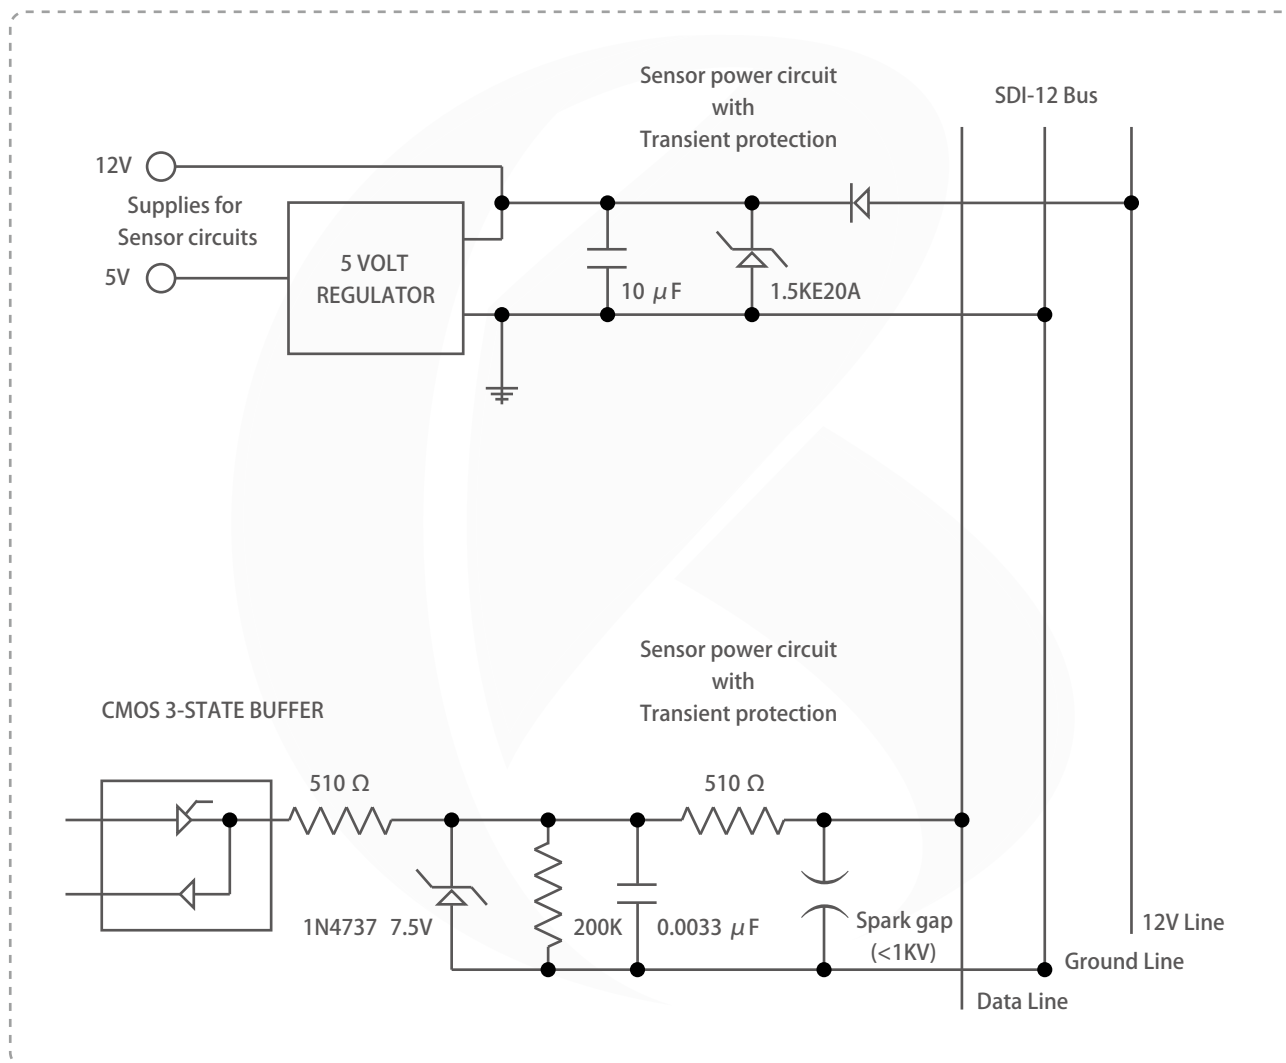 Sensor power circuit
with
Transient protection
SDI-12 Bus
12V
Supplies for
Sensor circuits
5V
5 VOLT
REGULATOR
10 μF
1.5KE20A
Sensor power circuit
with
Transient protection
CMOS 3-STATE BUFFER
510 Ω
510 Ω
1N4737 7.5V
200K
0.0033 μF
Spark gap
(<1KV)
12V Line
Ground Line
Data Line